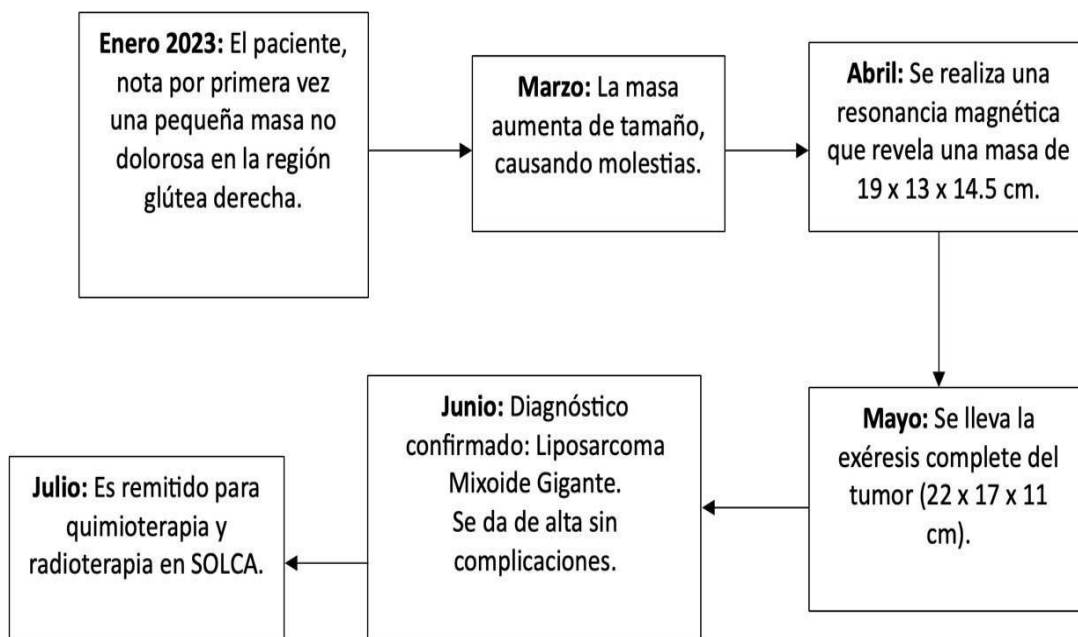 Enero 2023: El paciente,
nota por primera vez
una pequeña masa no
dolorosa en la región
glútea derecha.
Marzo: La masa
aumenta de tamaño,
causando molestias.
Abril: Se realiza una
resonancia magnética
que revela una masa de
19 x 13 x 14.5 cm.
Mayo: Se lleva la
exéresis complete del
tumor (22 x 17 x 11
cm).
Junio: Diagnóstico
confirmado: Liposarcoma
Mixoide Gigante.
Se da de alta sin
complicaciones.
Julio: Es remitido para
quimioterapia y
radioterapia en SOLCA.